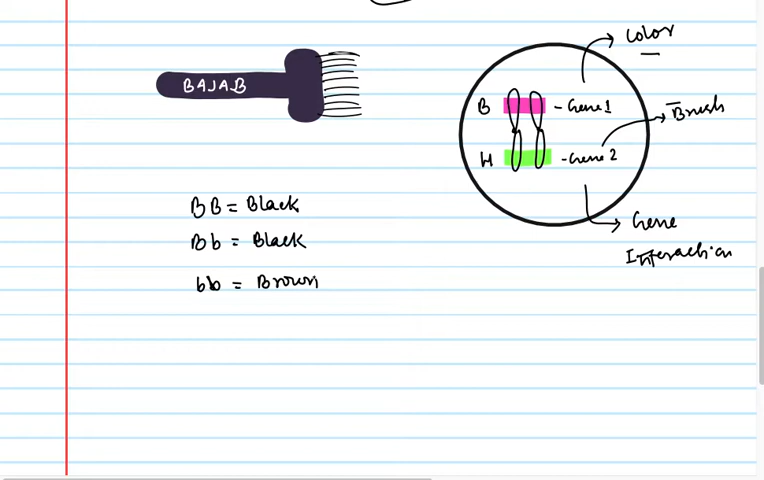 BAJAB
BB = Black
Bb = Black
bb = Brown
Color
B - Gene 1
Brush
H - Gene 2
Gene
Interaction